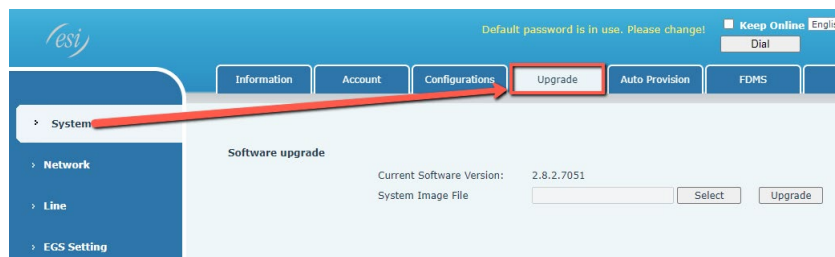 esi
Default password is in use. Please change!
Keep Online
Dial
Information Account Configurations Upgrade Auto Provision FDMS
System
Network
Line
EGS Setting
Software upgrade
Current Software Version: 2.8.2.7051
System Image File Select Upgrade